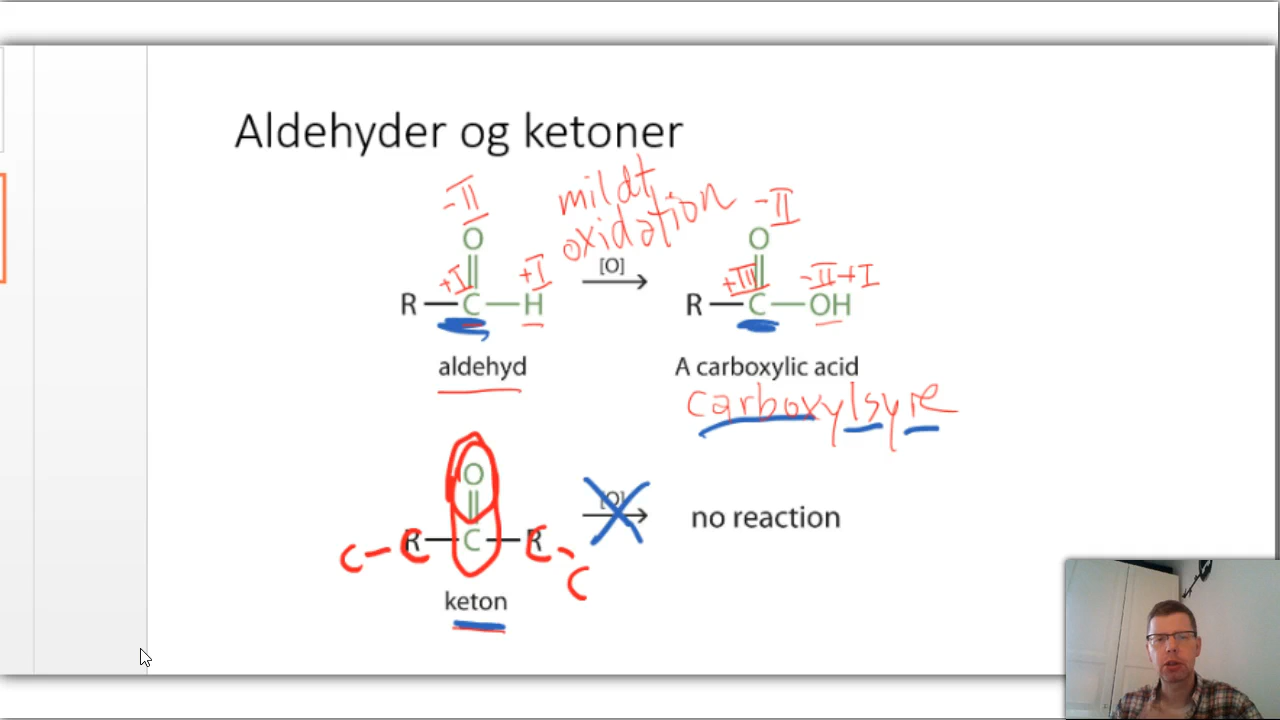 Aldehyder og ketoner
-II mildt -II
oxidation
O [O] O
+I +I +III -II+I
R C H R C OH
aldehyd A carboxylic acid
carboxylsyre
O [O] no reaction
C R C R C
keton